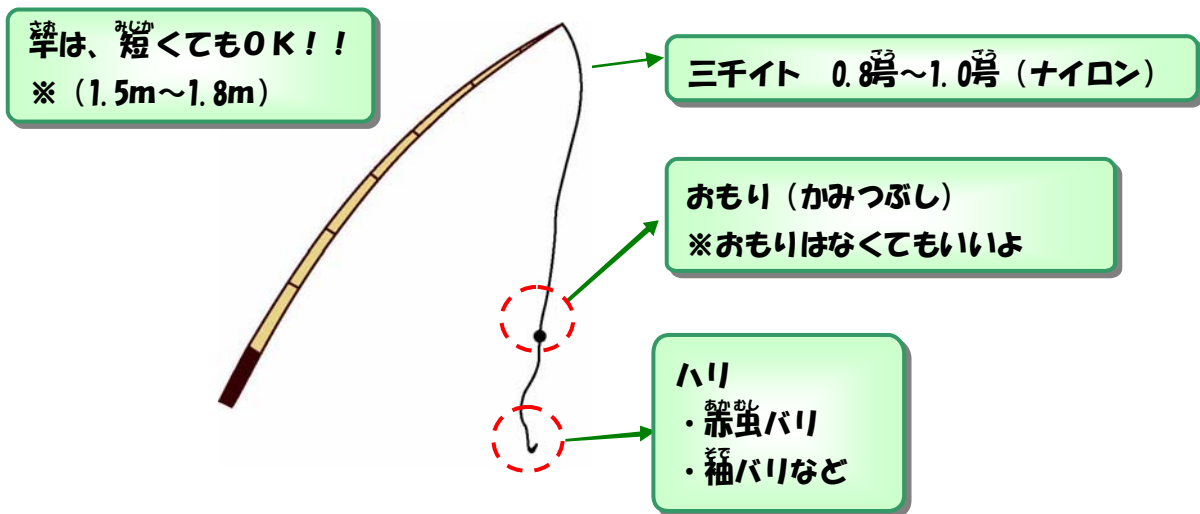 竿は、短くてもOK!!
※(1.5m～1.8m)
三千イト 0.8号～1.0号(ナイロン)
おもり(かみつぶし)
※おもりはなくてもいいよ
ハリ
・赤虫バリ
・袖バリなど